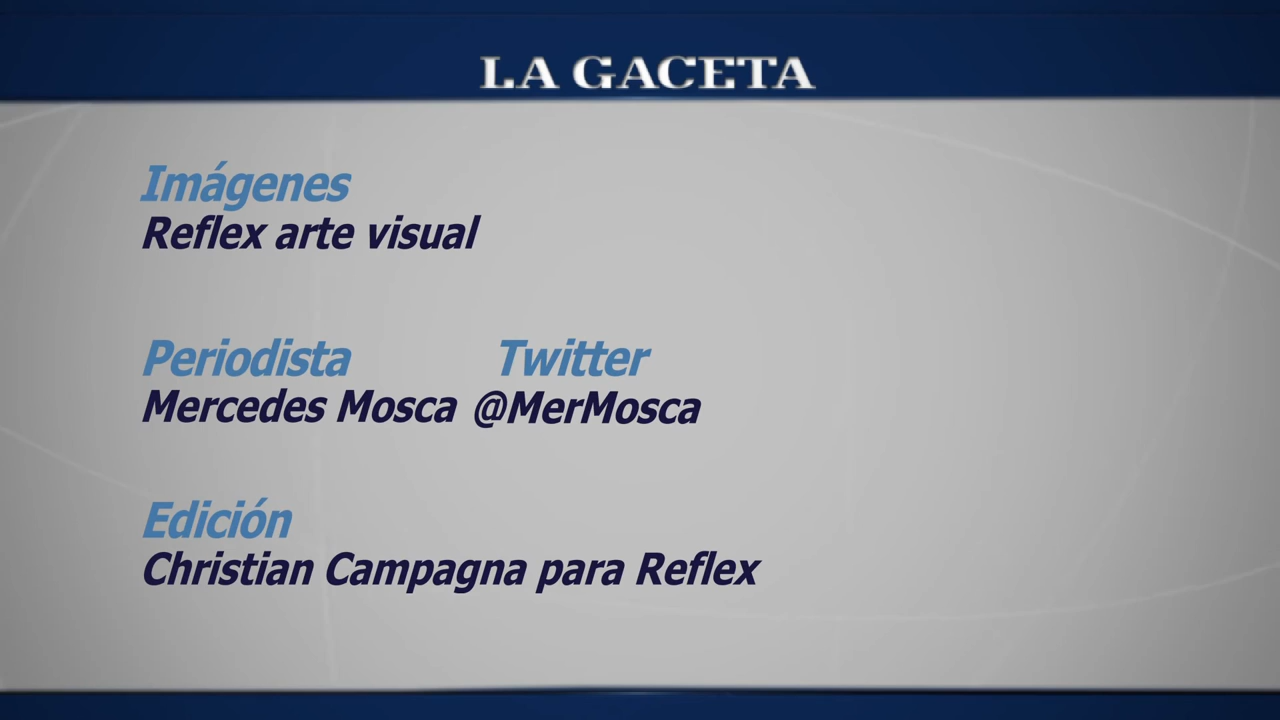 LA GACETA
Imágenes
Reflex arte visual
Periodista Twitter
Mercedes Mosca @MerMosca
Edición
Christian Campagna para Reflex